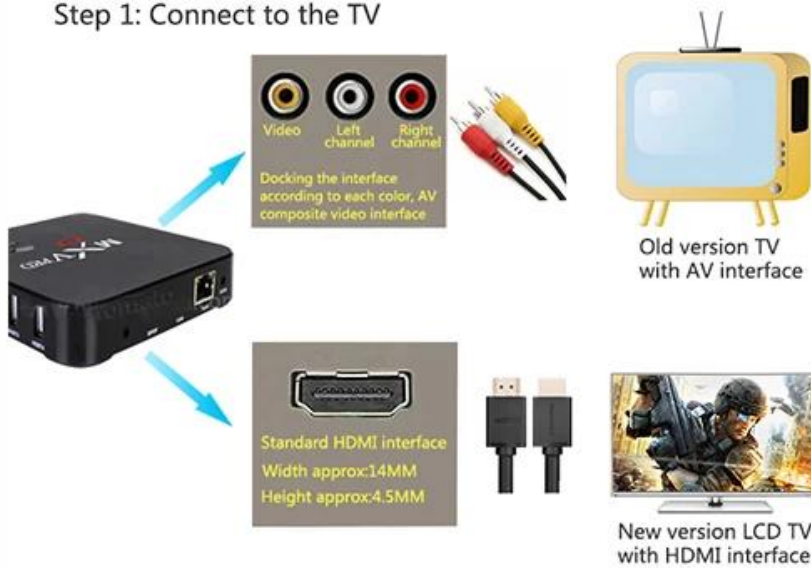 Step 1: Connect to the TV
Video
Left
channel
Right
channel
Docking the interface
according to each color, AV
composite video interface
Old version TV
with AV interface
MXVPRO
Standard HDMI interface
Width approx:14MM
Height approx:4.5MM
New version LCD TV
with HDMI interface